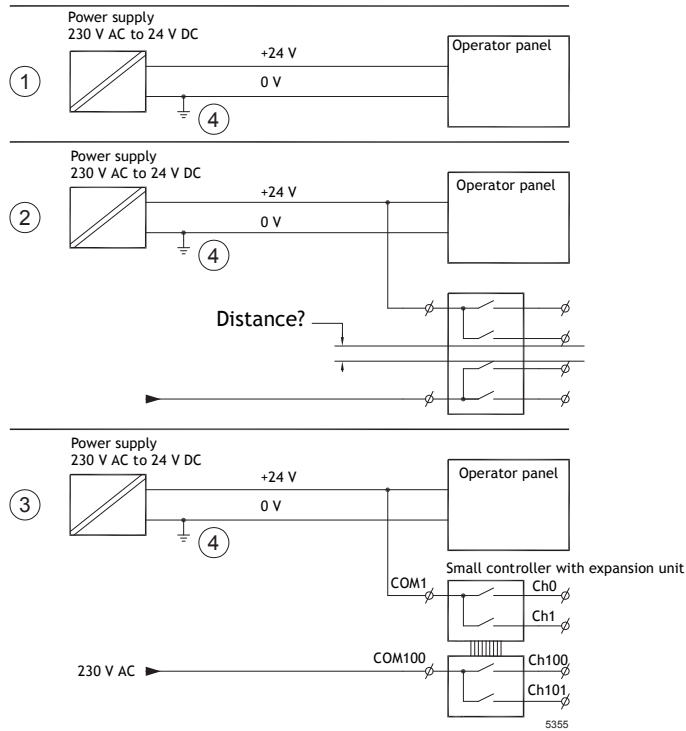 Power supply
230 V AC to 24 V DC
+24 V
Operator panel
1
0 V
4
Power supply
230 V AC to 24 V DC
+24 V
Operator panel
2
0 V
4
Distance?
Power supply
230 V AC to 24 V DC
+24 V
Operator panel
3
0 V
4
Small controller with expansion unit
COM1
Ch0
Ch1
COM100
Ch100
230 V AC
Ch101
5355